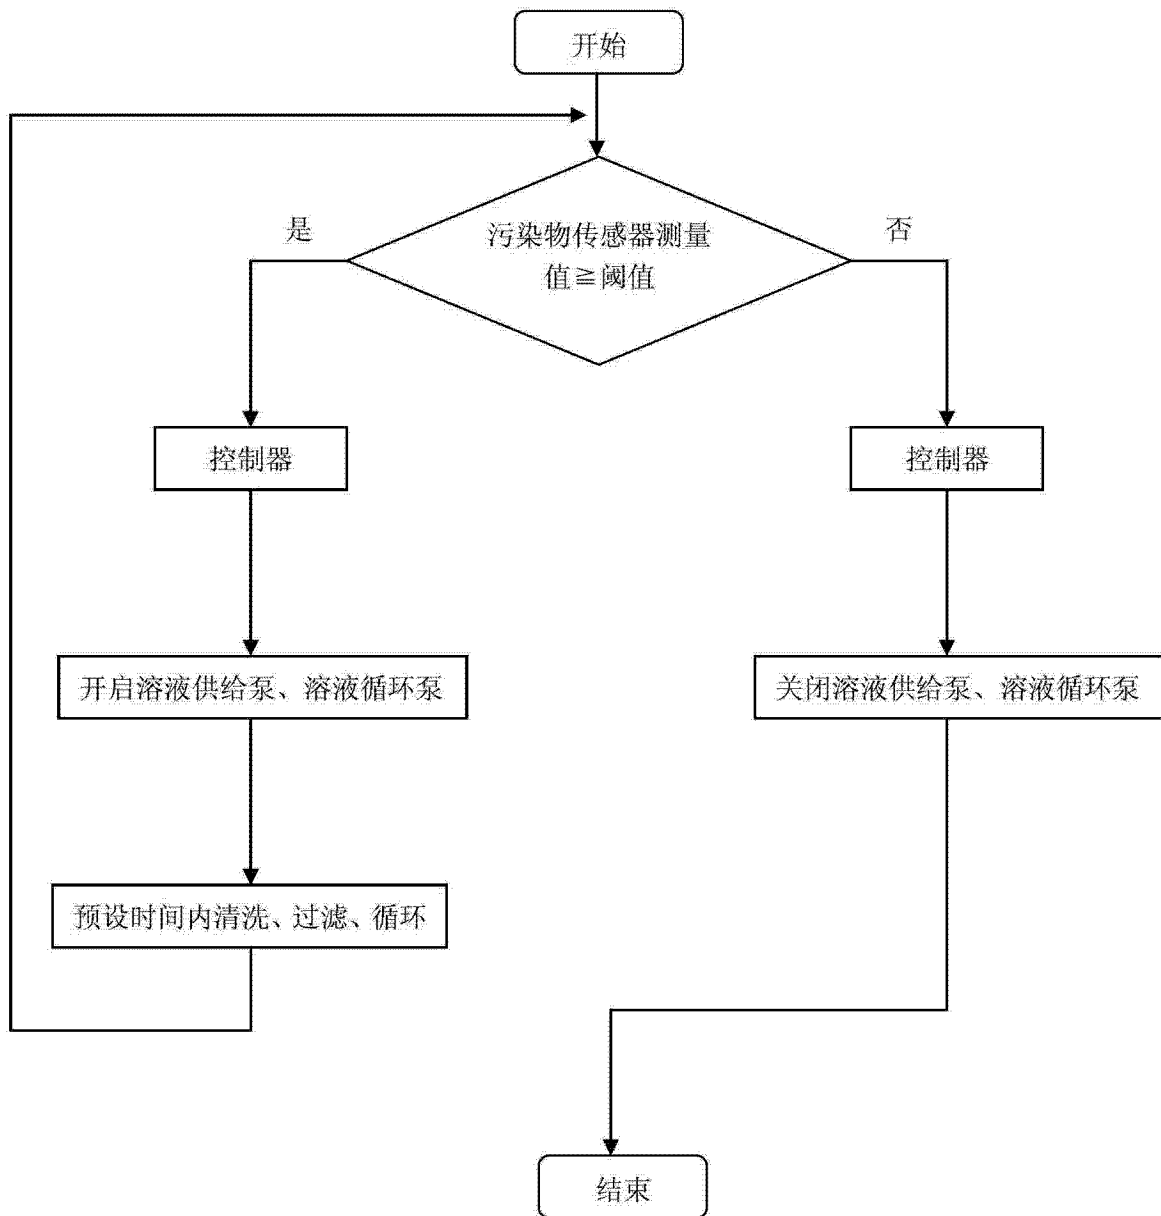 开始
是
污染物传感器测量
值≧阈值
否
控制器
控制器
开启溶液供给泵、溶液循环泵
关闭溶液供给泵、溶液循环泵
预设时间内清洗、过滤、循环
结束